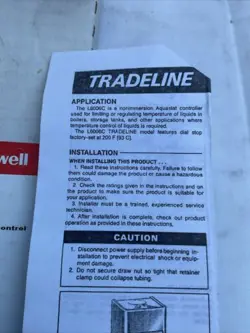 TRADELINE
APPLICATION
The L6006C is a nonimmersion Aquastat controller
used for limiting or regulating temperature of liquids in
boilers, storage tanks, and other applications where
temperature control of liquids is required.
The L6006C TRADELINE model features dial stop
factory-set at 200 F [93 C].
INSTALLATION
WHEN INSTALLING THIS PRODUCT . . .
1. Read these instructions carefully. Failure to follow
them could damage the product or cause a hazardous
condition.
2. Check the ratings given in the instructions and on
the product to make sure the product is suitable for
your application.
3. Installer must be a trained, experienced service
technician.
4. After installation is complete, check out product
operation as provided in these instructions.
CAUTION
1. Disconnect power supply before beginning in-
stallation to prevent electrical shock or equip-
ment damage.
2. Do not secure draw nut so tight that retainer
clamp could collapse tubing.
well
ontrol